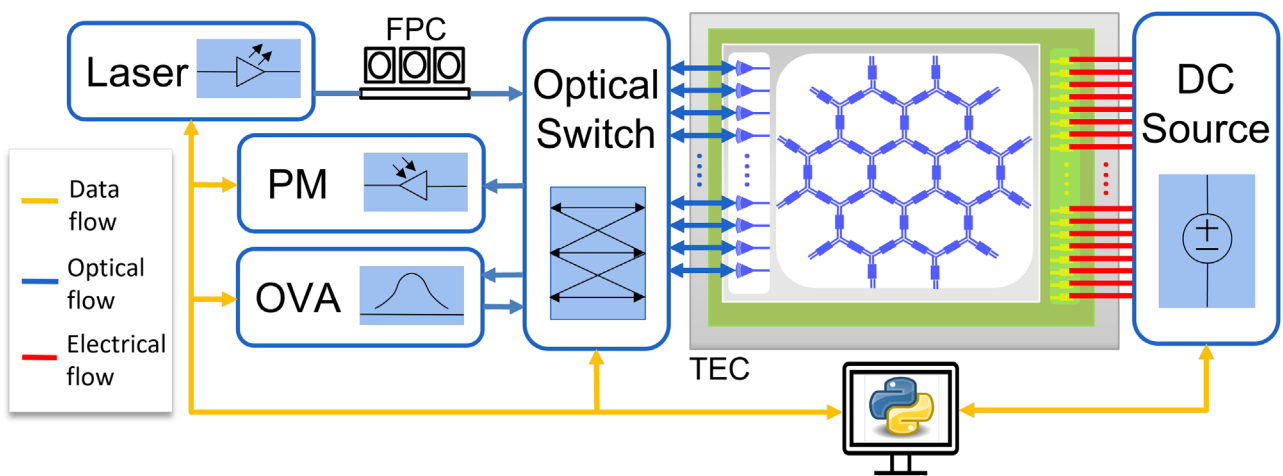 Laser
FPC
Optical
Switch
DC
Source
PM
OVA
Data
flow
Optical
flow
Electrical
flow
TEC